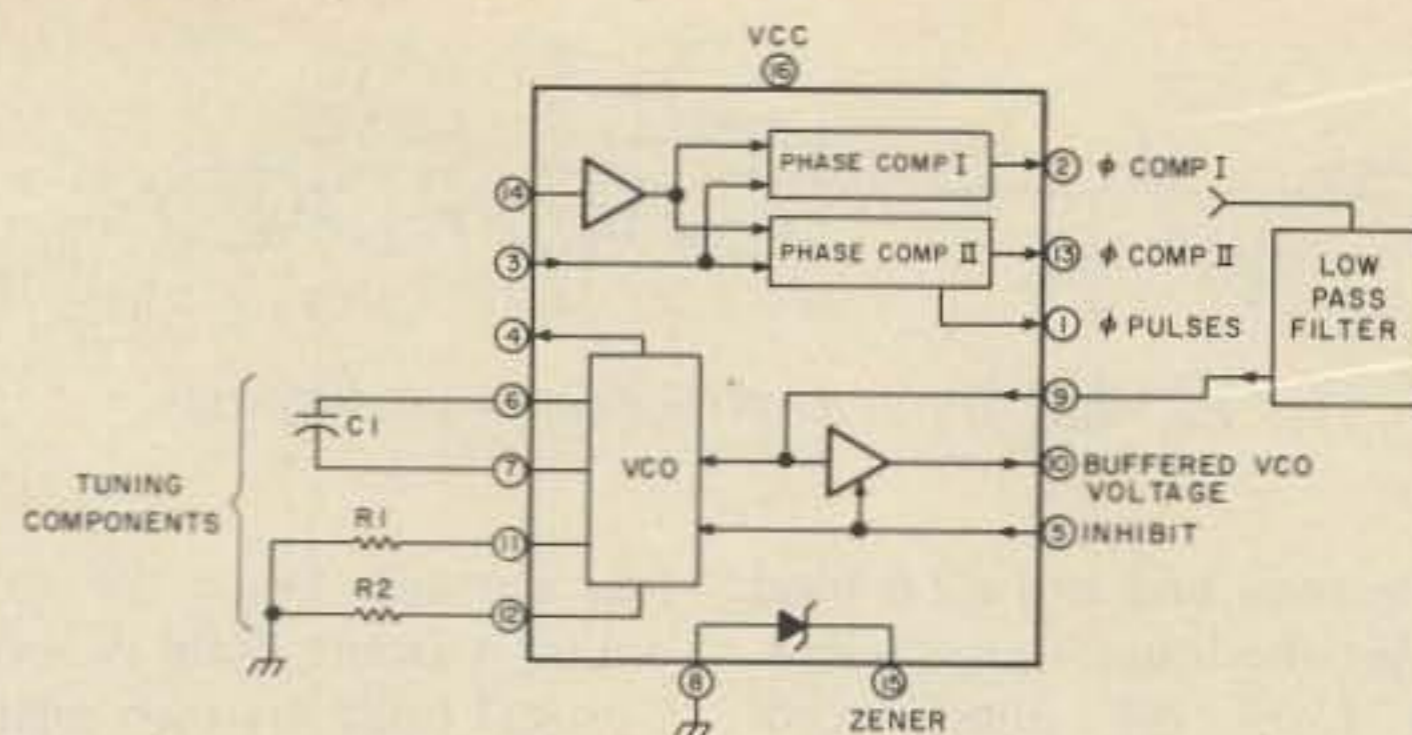 VCC
16
14
PHASE COMP I
2 ϕ COMP I
3
PHASE COMP II
13 ϕ COMP II
1 ϕ PULSES
LOW
PASS
FILTER
4
6
9
C1
7
VCO
10 BUFFERED VCO
VOLTAGE
TUNING
COMPONENTS
R1
11
5 INHIBIT
R2
12
8
15
ZENER